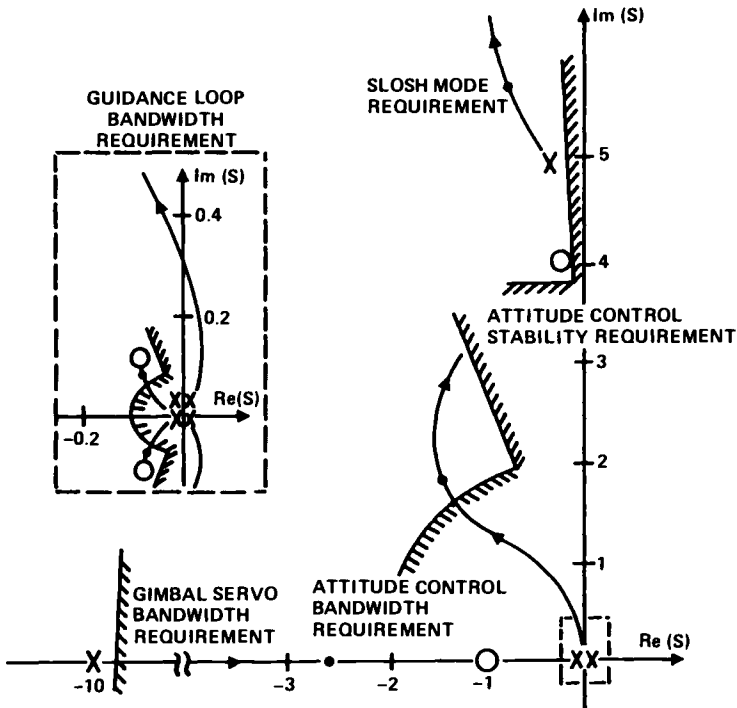 Im (S)
SLOSH MODE
REQUIREMENT
GUIDANCE LOOP
BANDWIDTH
REQUIREMENT
5
Im (S)
0.4
4
0.2
ATTITUDE CONTROL
STABILITY REQUIREMENT
3
Re(S)
-0.2
2
1
GIMBAL SERVO
BANDWIDTH
REQUIREMENT
ATTITUDE CONTROL
BANDWIDTH
REQUIREMENT
Re (S)
-10
-3
-2
-1